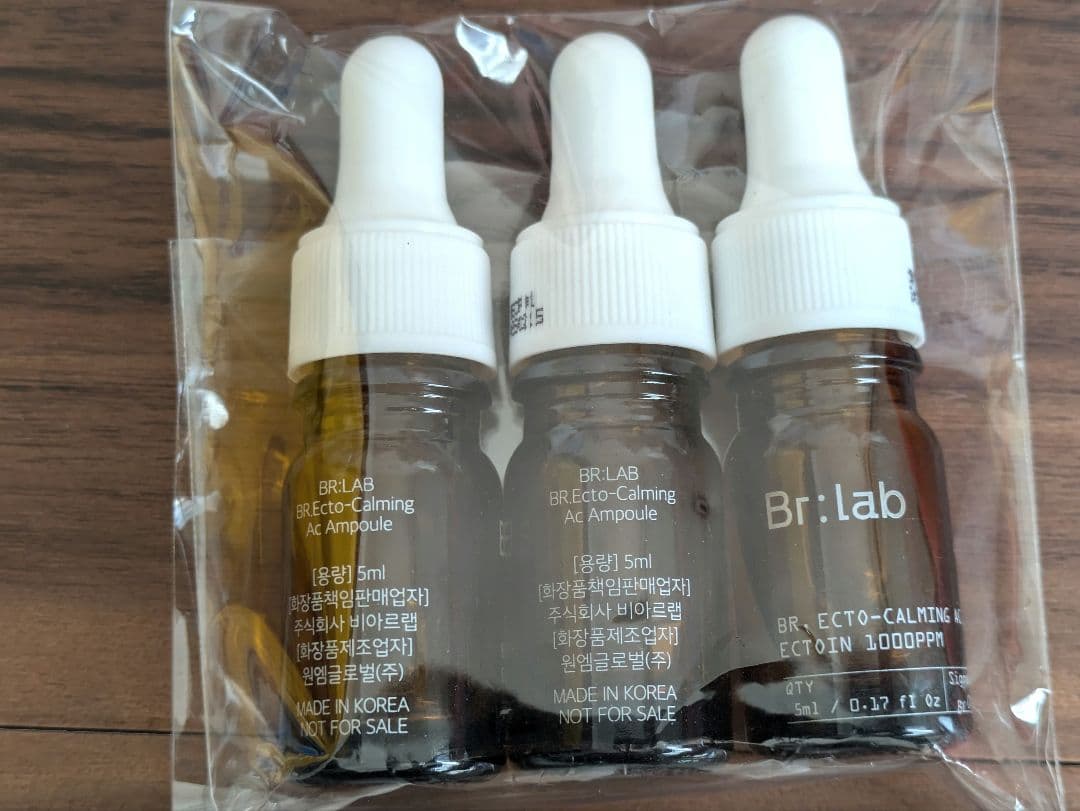 BR:LAB
BR.Ecto-Calming
Ac Ampoule
[용량] 5ml
[화장품책임판매업자]
주식회사 비아르랩
[화장품제조업자]
원엠글로벌(주)
MADE IN KOREA
NOT FOR SALE
BR:LAB
BR.Ecto-Calming
Ac Ampoule
[용량] 5ml
[화장품책임판매업자]
주식회사 비아르랩
[화장품제조업자]
원엠글로벌(주)
MADE IN KOREA
NOT FOR SALE
Br:lab
BR. ECTO-CALMING
ECTOIN 1000PPM
QTY
5ml / 0.17 fl Oz